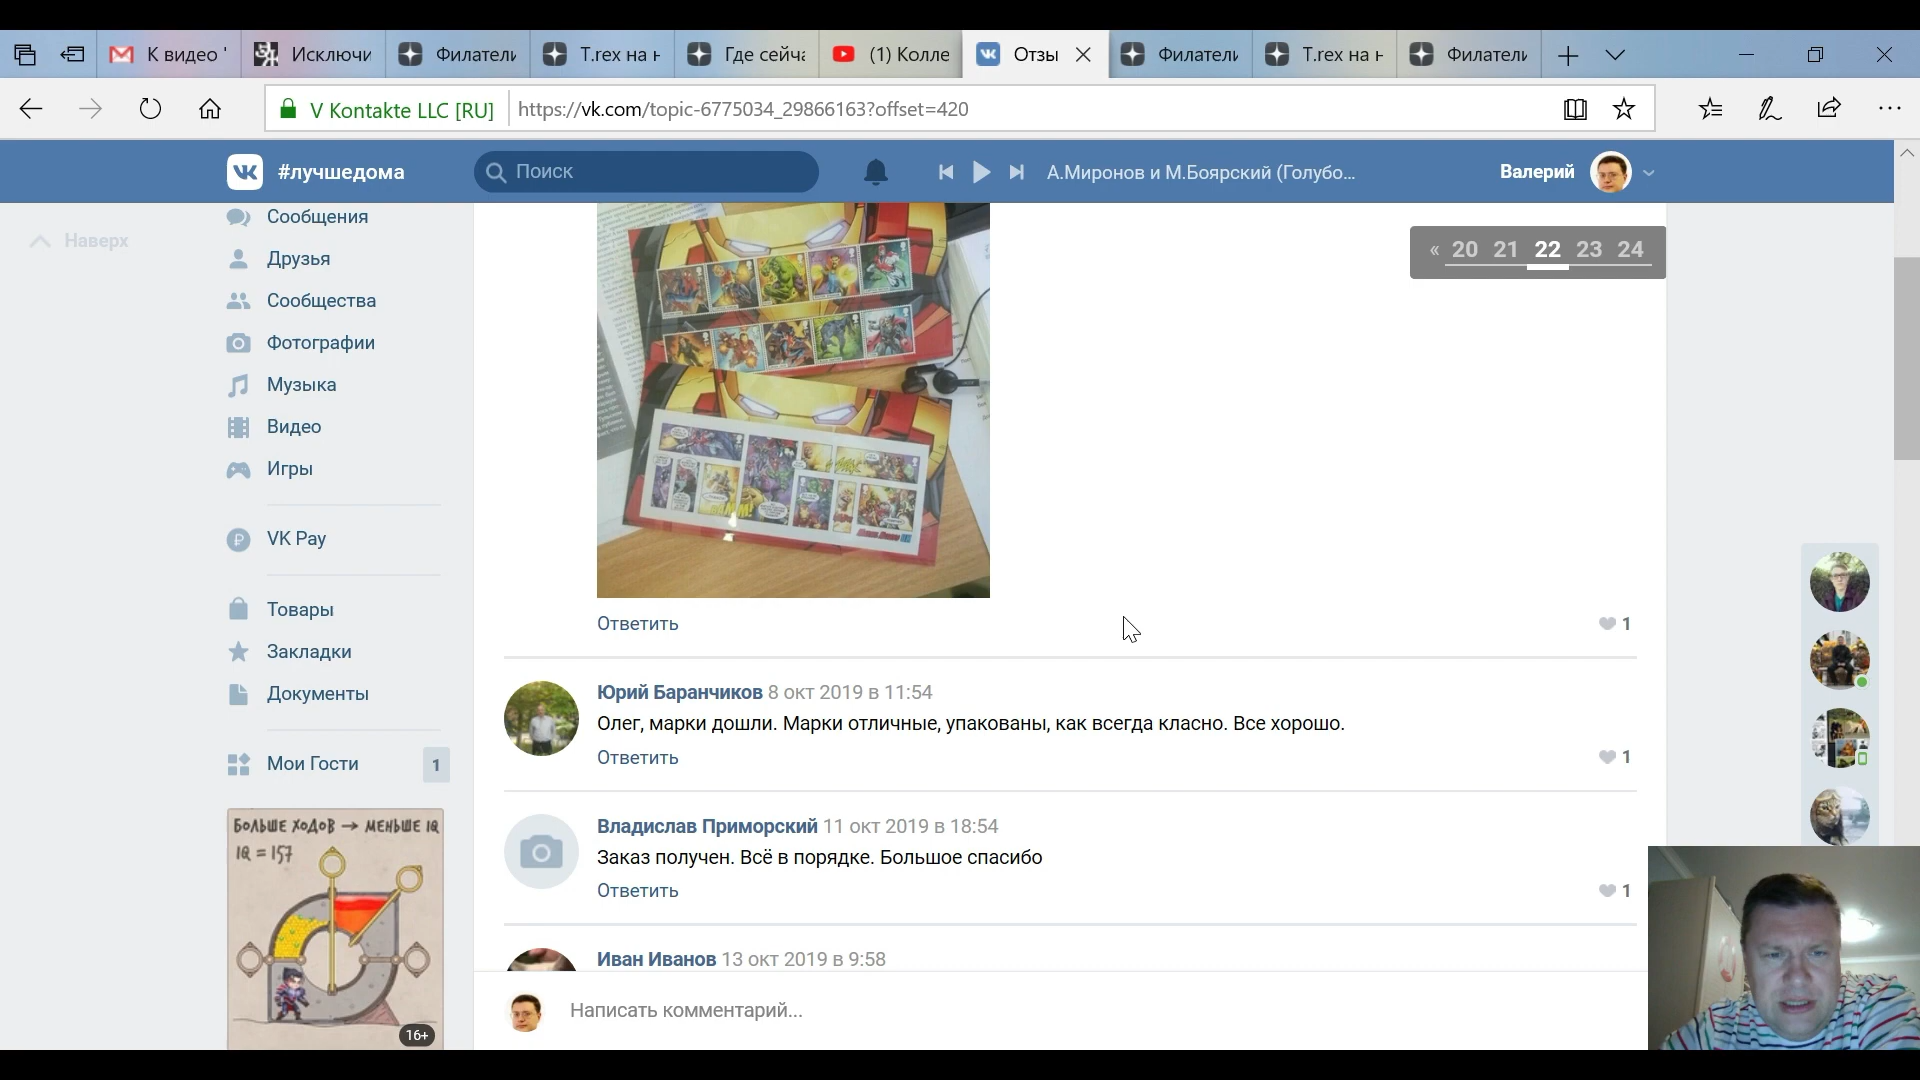 К видео '
Исключи
Филатели
T.rex на н
Где сейча
(1) Колле
Отзы
Филатели
T.rex на н
Филатели
V Kontakte LLC [RU]
https://vk.com/topic-6775034_29866163?offset=420
#лучшедома
Поиск
А.Миронов и М.Боярский (Голубо...
Валерий
Наверх
Сообщения
Друзья
Сообщества
Фотографии
Музыка
Видео
Игры
VK Pay
Товары
Закладки
Документы
Мои Гости
1
БОЛЬШЕ ХОДОВ → МЕНЬШЕ IQ
IQ = 157
16+
« 20 21 22 23 24
Ответить
1
Юрий Баранчиков 8 окт 2019 в 11:54
Олег, марки дошли. Марки отличные, упакованы, как всегда класно. Все хорошо.
Ответить
1
Владислав Приморский 11 окт 2019 в 18:54
Заказ получен. Всё в порядке. Большое спасибо
Ответить
1
Иван Иванов 13 окт 2019 в 9:58
Написать комментарий...